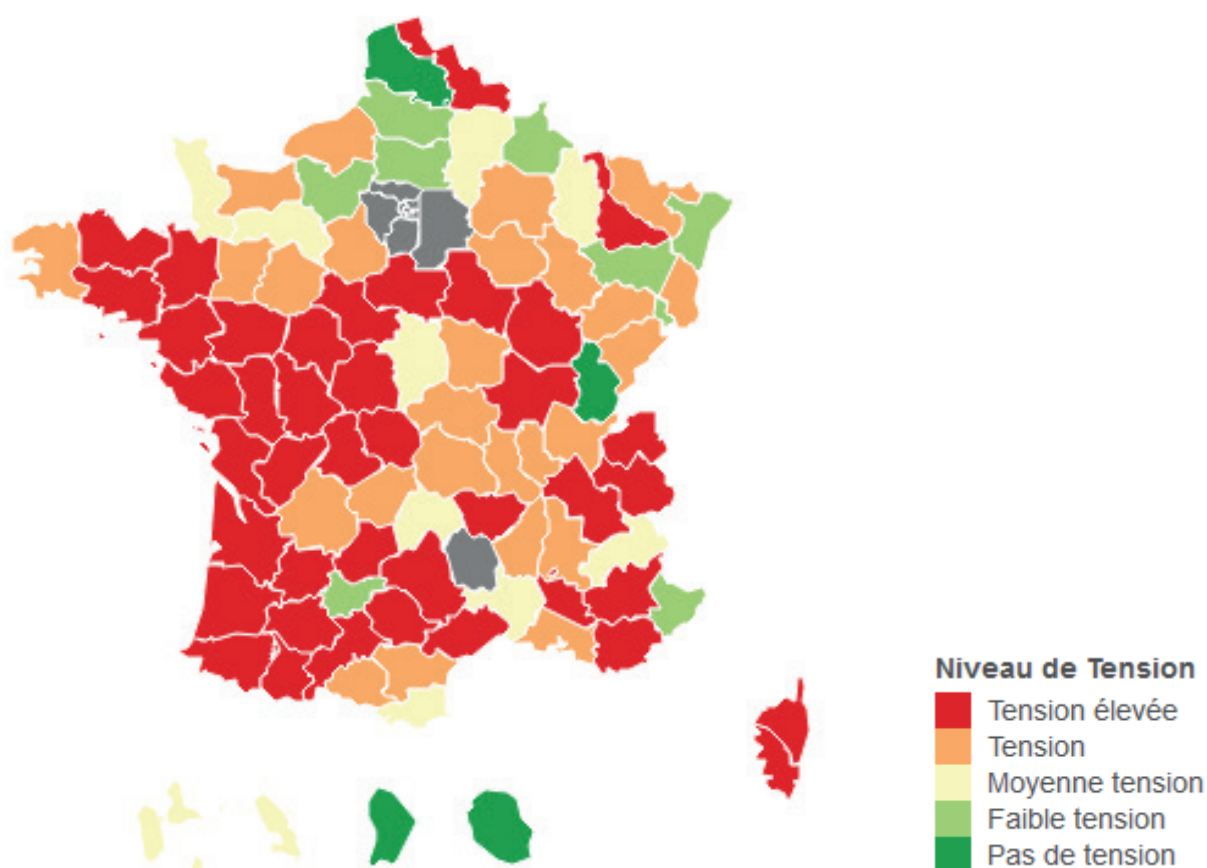 Niveau de Tension
Tension élevée
Tension
Moyenne tension
Faible tension
Pas de tension